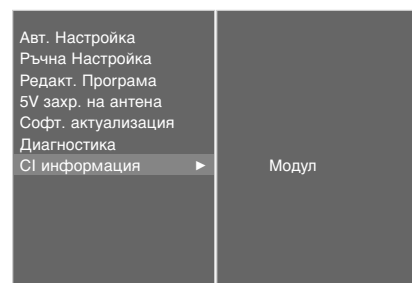 Авт. Настройка
Ръчна Настройка
Редакт. Програма
5V захр. на антена
Софт. актуализация
Диагностика
CI информация ► Модул